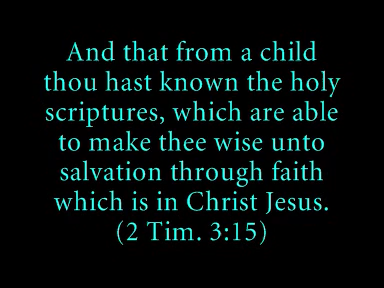 And that from a child
thou hast known the holy
scriptures, which are able
to make thee wise unto
salvation through faith
which is in Christ Jesus.
(2 Tim. 3:15)